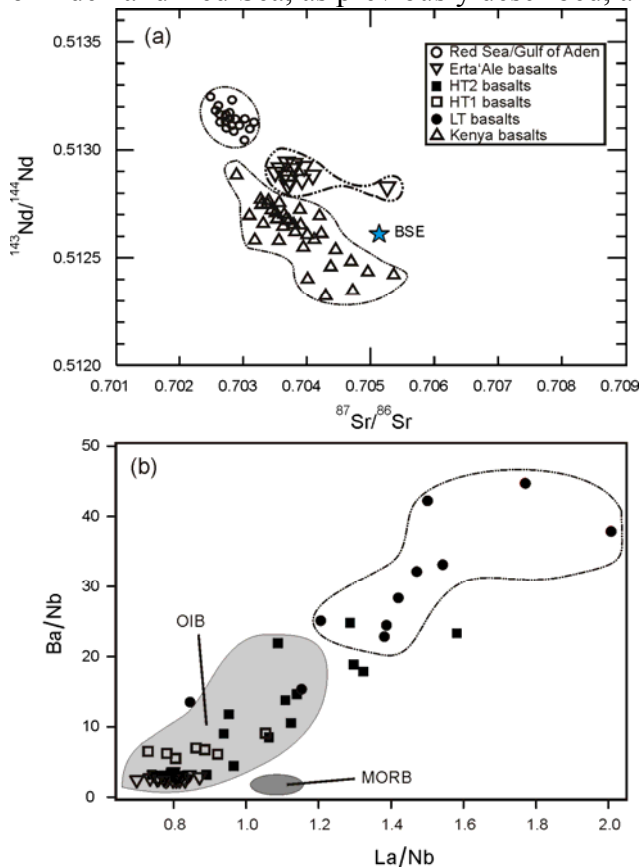 (a)
Red Sea/Gulf of Aden
Erta'Ale basalts
HT2 basalts
HT1 basalts
LT basalts
Kenya basalts
0.5135
0.5130
0.5125
0.5120
¹⁴³Nd/¹⁴⁴Nd
BSE
0.701 0.702 0.703 0.704 0.705 0.706 0.707 0.708 0.709
⁸⁷Sr/⁸⁶Sr
(b)
50
40
30
20
10
0
Ba/Nb
OIB
MORB
0.8 1.0 1.2 1.4 1.6 1.8 2.0
La/Nb